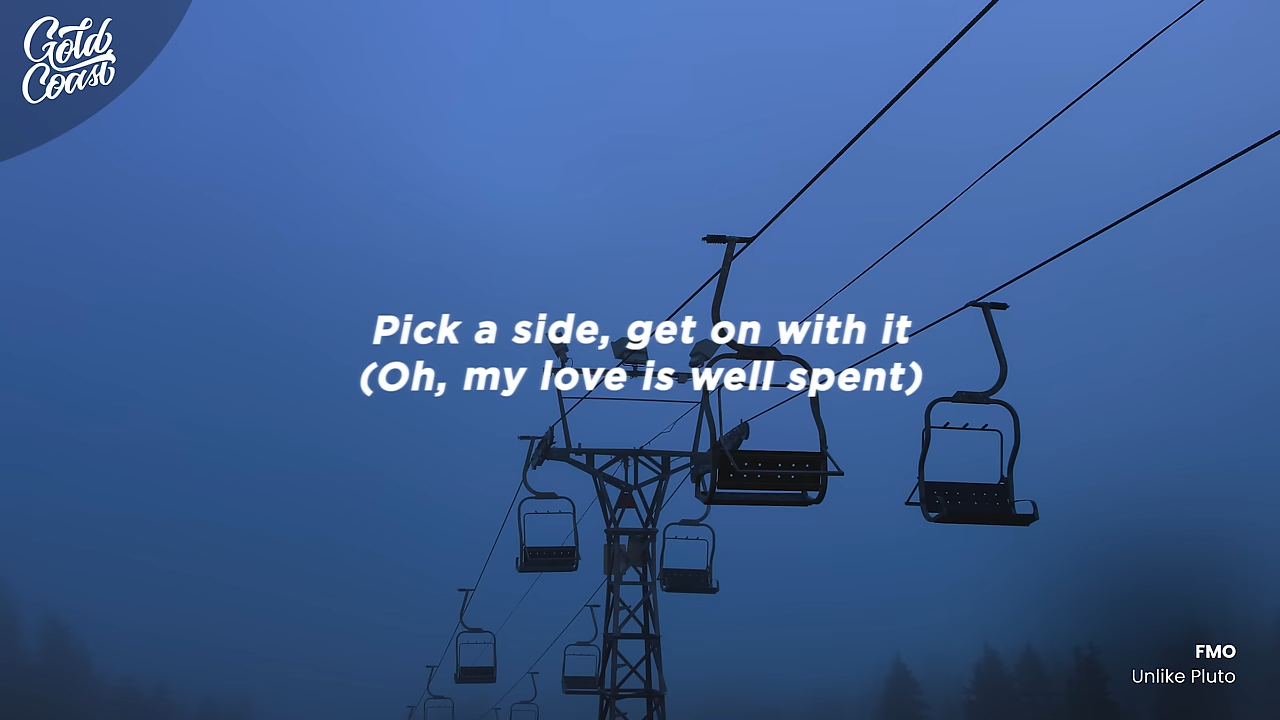 Gold
Coast
Pick a side, get on with it
(Oh, my love is well spent)
FMO
Unlike Pluto